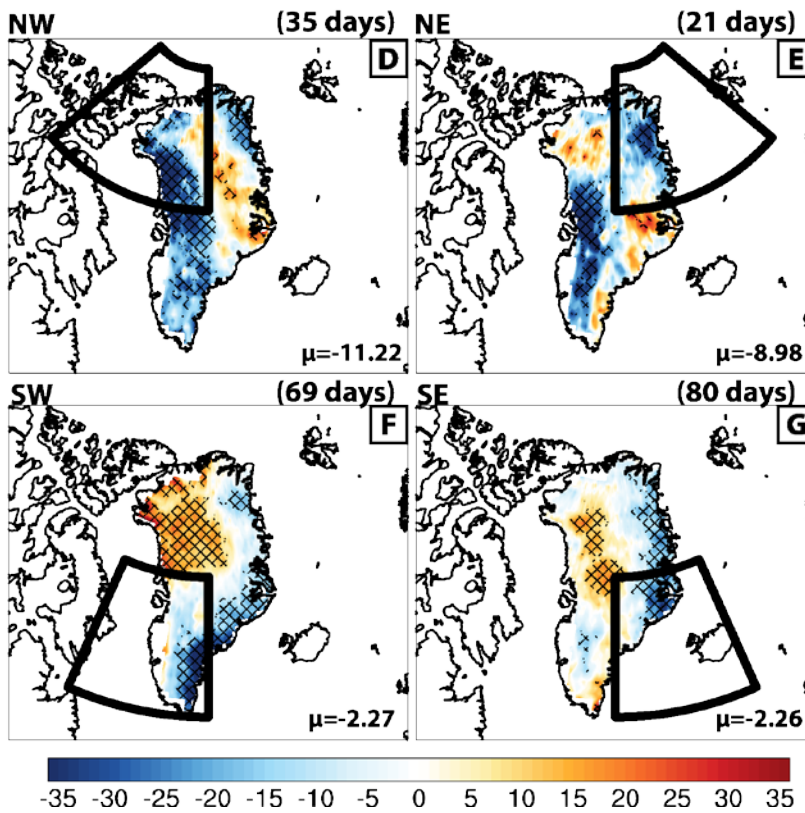 NW (35 days)
D
μ=-11.22
NE (21 days)
E
μ=-8.98
SW (69 days)
F
μ=-2.27
SE (80 days)
G
μ=-2.26
-35 -30 -25 -20 -15 -10 -5 0 5 10 15 20 25 30 35